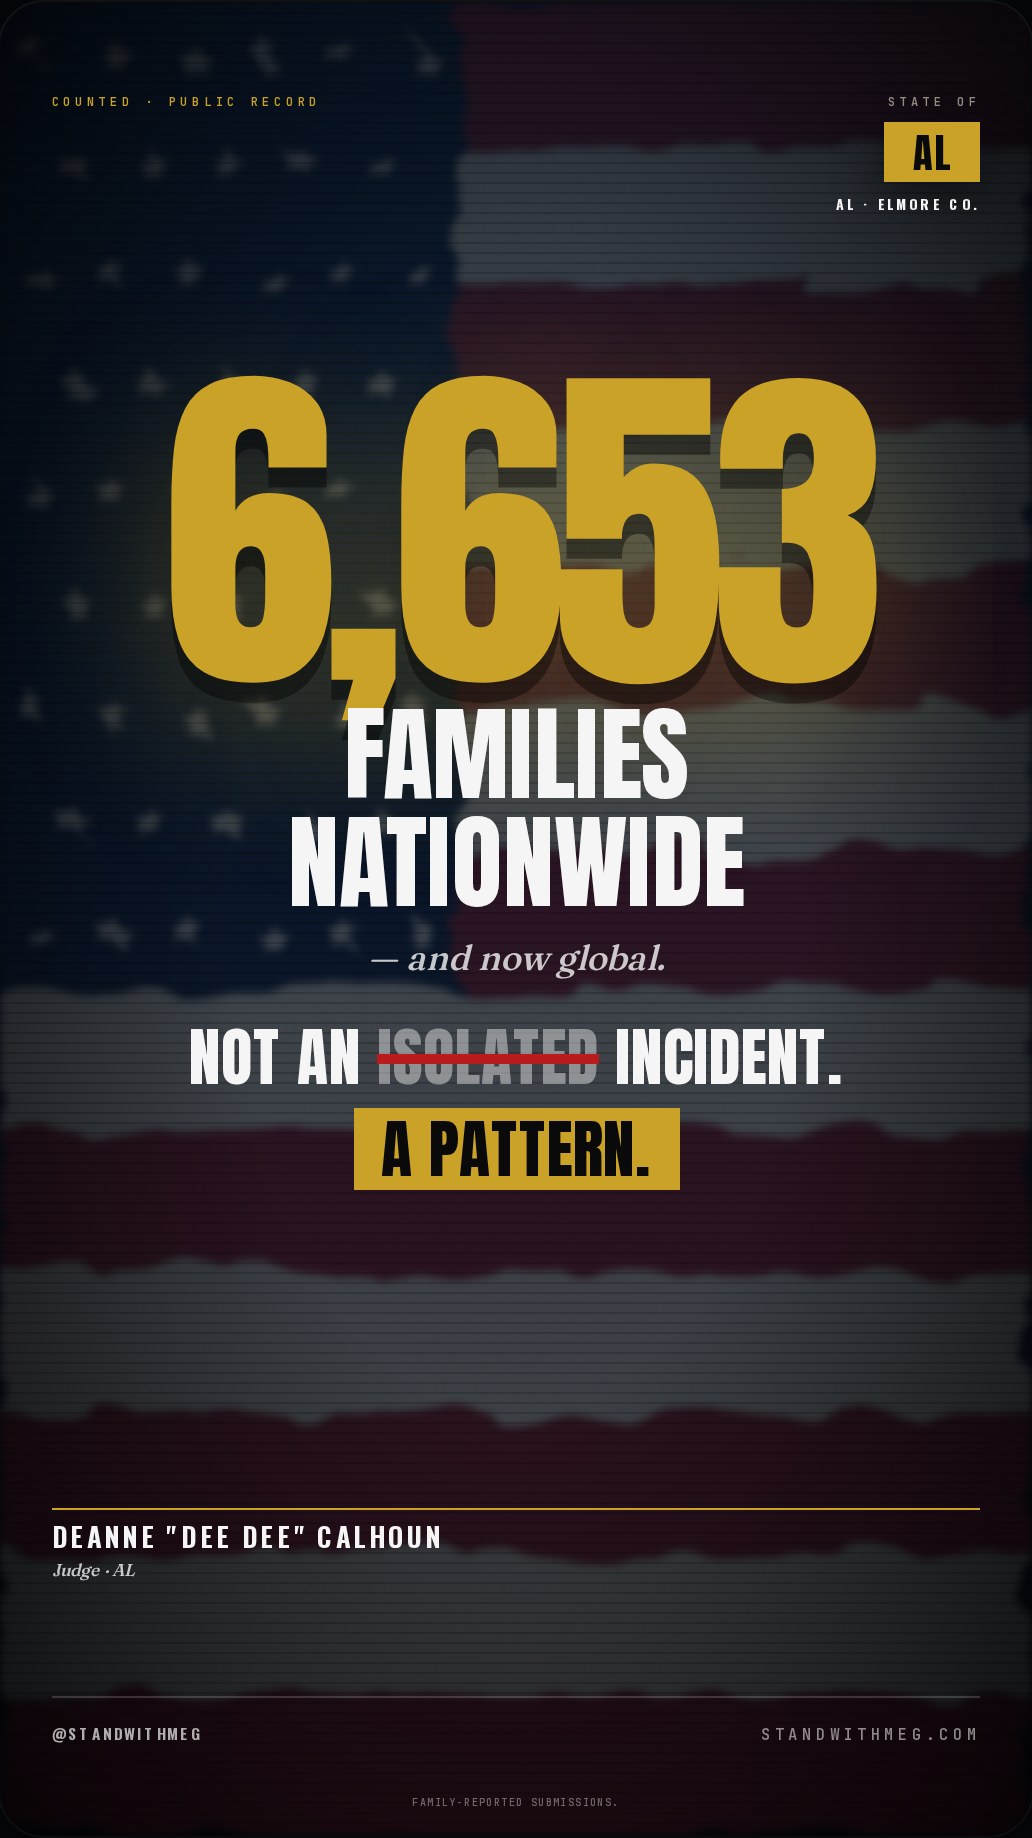 COUNTED · PUBLIC RECORD
STATE OF
AL
AL · ELMORE CO.
6,653
FAMILIES
NATIONWIDE
— and now global.
NOT AN ISOLATED INCIDENT.
A PATTERN.
DEANNE "DEE DEE" CALHOUN
Judge · AL
@STANDWITHMEG
STANDWITHMEG.COM
FAMILY-REPORTED SUBMISSIONS.